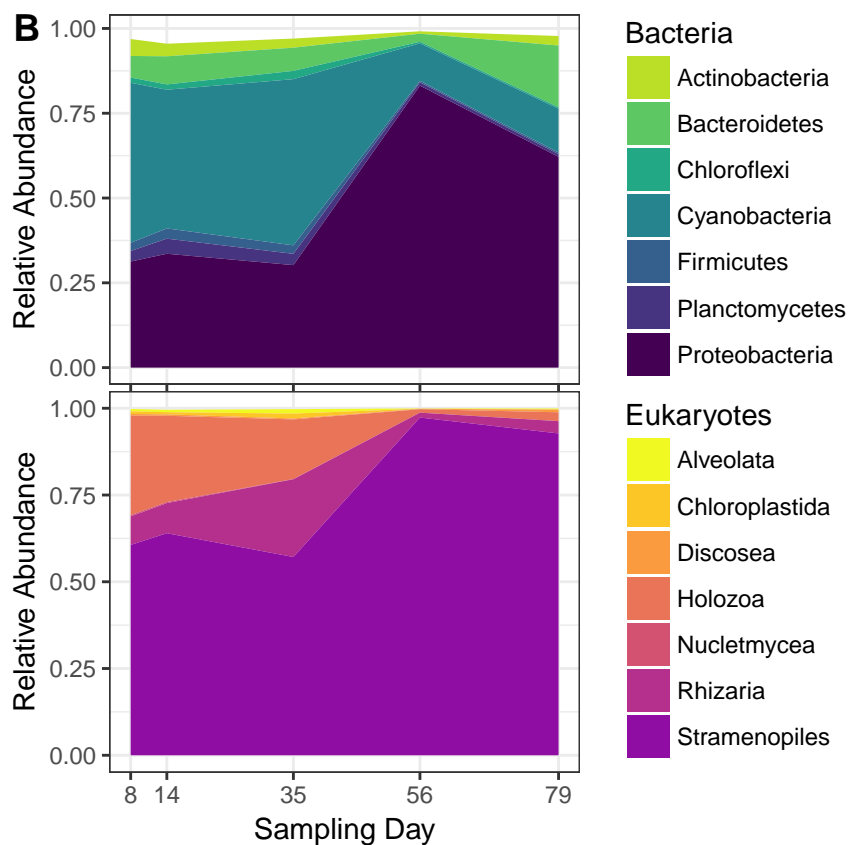 B
Relative Abundance
1.00
0.75
0.50
0.25
0.00
Bacteria
Actinobacteria
Bacteroidetes
Chloroflexi
Cyanobacteria
Firmicutes
Planctomycetes
Proteobacteria
Relative Abundance
1.00
0.75
0.50
0.25
0.00
Eukaryotes
Alveolata
Chloroplastida
Discosea
Holozoa
Nucletmycea
Rhizaria
Stramenopiles
8 14 35 56 79
Sampling Day